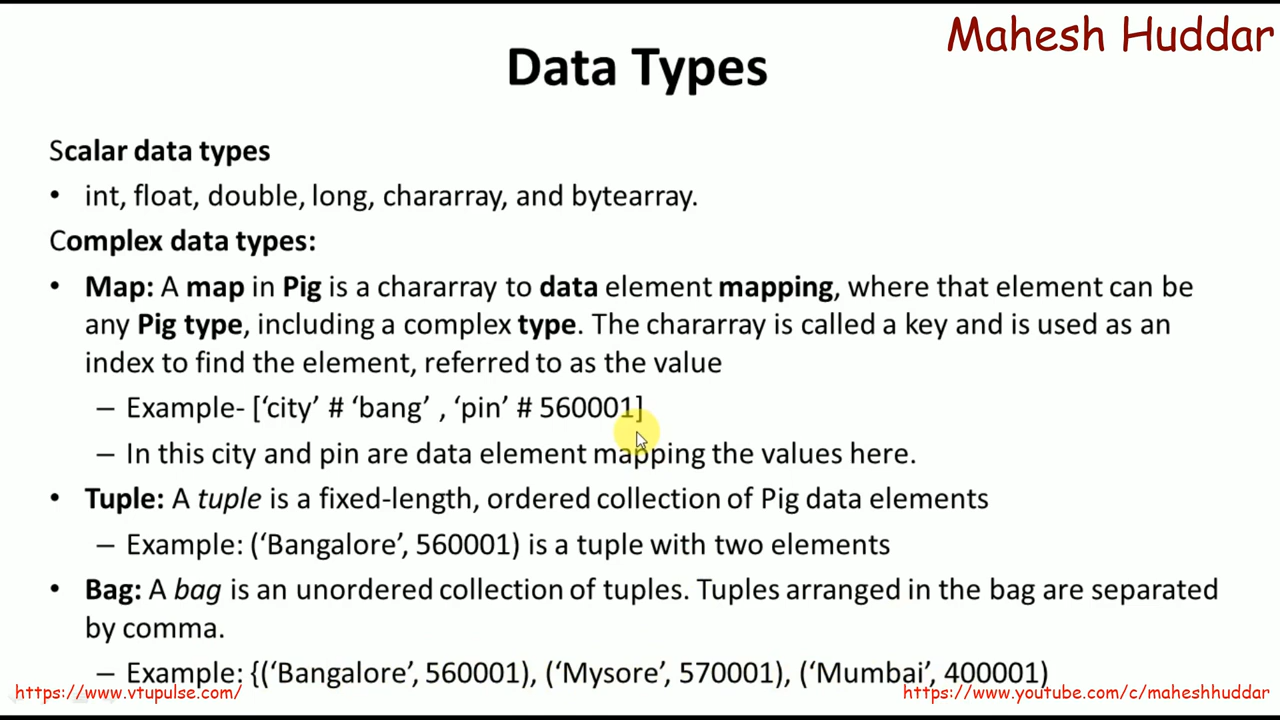 Mahesh Huddar
Data Types
Scalar data types
• int, float, double, long, chararray, and bytearray.
Complex data types:
• Map: A map in Pig is a chararray to data element mapping, where that element can be
any Pig type, including a complex type. The chararray is called a key and is used as an
index to find the element, referred to as the value
– Example- [‘city’ # ‘bang’ , ‘pin’ # 560001]
– In this city and pin are data element mapping the values here.
• Tuple: A tuple is a fixed-length, ordered collection of Pig data elements
– Example: (‘Bangalore’, 560001) is a tuple with two elements
• Bag: A bag is an unordered collection of tuples. Tuples arranged in the bag are separated
by comma.
– Example: {(‘Bangalore’, 560001), (‘Mysore’, 570001), (‘Mumbai’, 400001)
https://www.vtupulse.com/
https://www.youtube.com/c/maheshhuddar